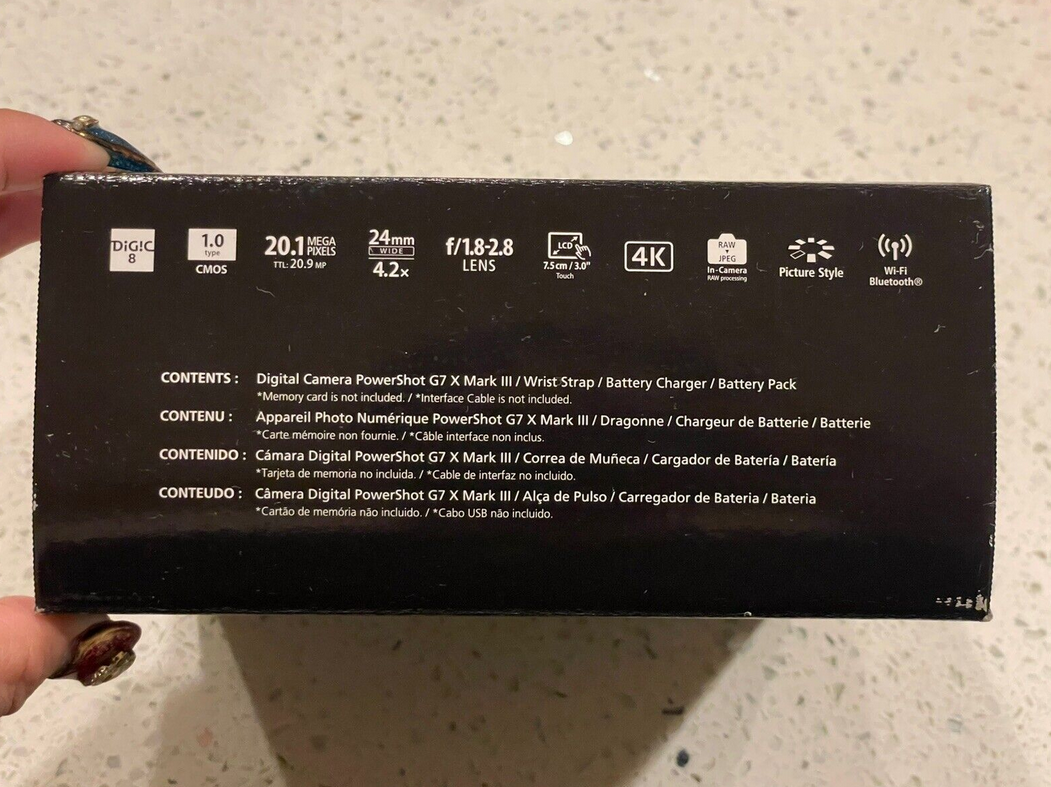 DiG!C
8
1.0
type
CMOS
20.1 MEGA PIXELS
TTL: 20.9 MP
24mm
WIDE
4.2x
f/1.8-2.8
LENS
LCD
7.5cm / 3.0"
Touch
4K
RAW
JPEG
In-Camera
RAW processing
Picture Style
Wi-Fi
Bluetooth®
CONTENTS : Digital Camera PowerShot G7 X Mark III / Wrist Strap / Battery Charger / Battery Pack
*Memory card is not included. / *Interface Cable is not included.
CONTENU : Appareil Photo Numérique PowerShot G7 X Mark III / Dragonne / Chargeur de Batterie / Batterie
*Carte mémoire non fournie. / *Câble interface non inclus.
CONTENIDO : Cámara Digital PowerShot G7 X Mark III / Correa de Muñeca / Cargador de Batería / Batería
*Tarjeta de memoria no incluida. / *Cable de interfaz no incluido.
CONTEUDO : Câmera Digital PowerShot G7 X Mark III / Alça de Pulso / Carregador de Bateria / Bateria
*Cartão de memória não incluido. / *Cabo USB não incluido.